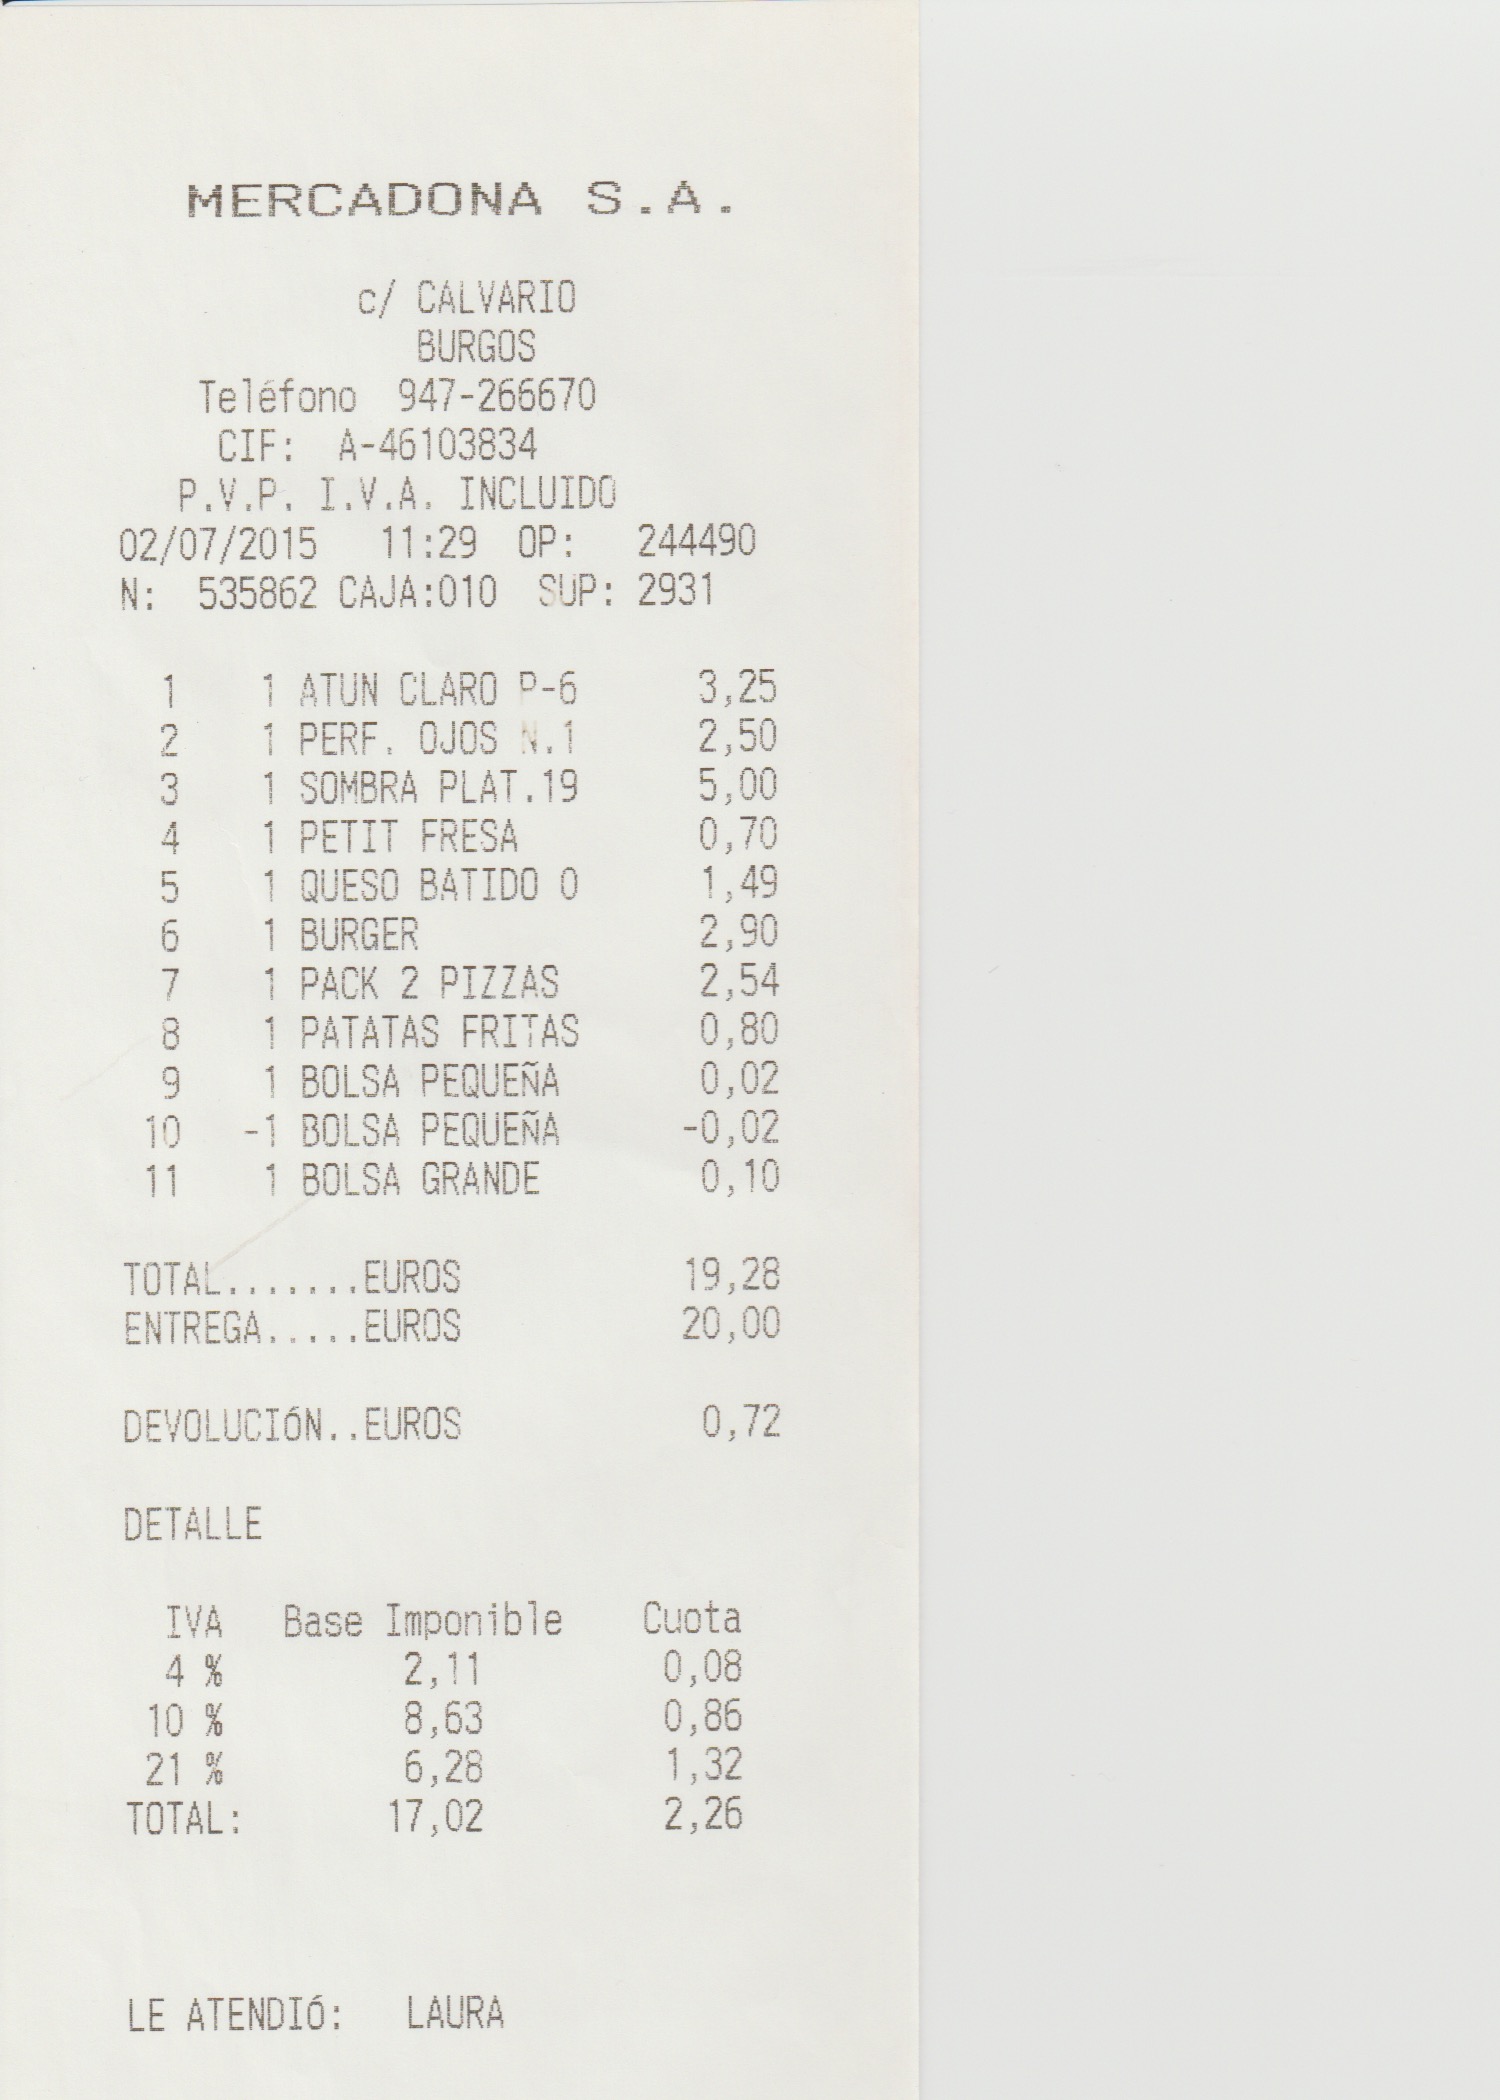 MERCADONA S.A.
c/ CALVARIO
BURGOS
Teléfono 947-266670
CIF: A-46103834
P.V.P. I.V.A. INCLUIDO
02/07/2015 11:29 OP: 244490
N: 535862 CAJA:010 SUP: 2931
1 1 ATUN CLARO P-6 3,25
2 1 PERF. OJOS N.1 2,50
3 1 SOMBRA PLAT.19 5,00
4 1 PETIT FRESA 0,70
5 1 QUESO BATIDO 0 1,49
6 1 BURGER 2,90
7 1 PACK 2 PIZZAS 2,54
8 1 PATATAS FRITAS 0,80
9 1 BOLSA PEQUEÑA 0,02
10 -1 BOLSA PEQUEÑA -0,02
11 1 BOLSA GRANDE 0,10
TOTAL.......EUROS 19,28
ENTREGA.....EUROS 20,00
DEVOLUCIóN..EUROS 0,72
DETALLE
IVA Base Imponible Cuota
4 % 2,11 0,08
10 % 8,63 0,86
21 % 6,28 1,32
TOTAL: 17,02 2,26
LE ATENDIó: LAURA